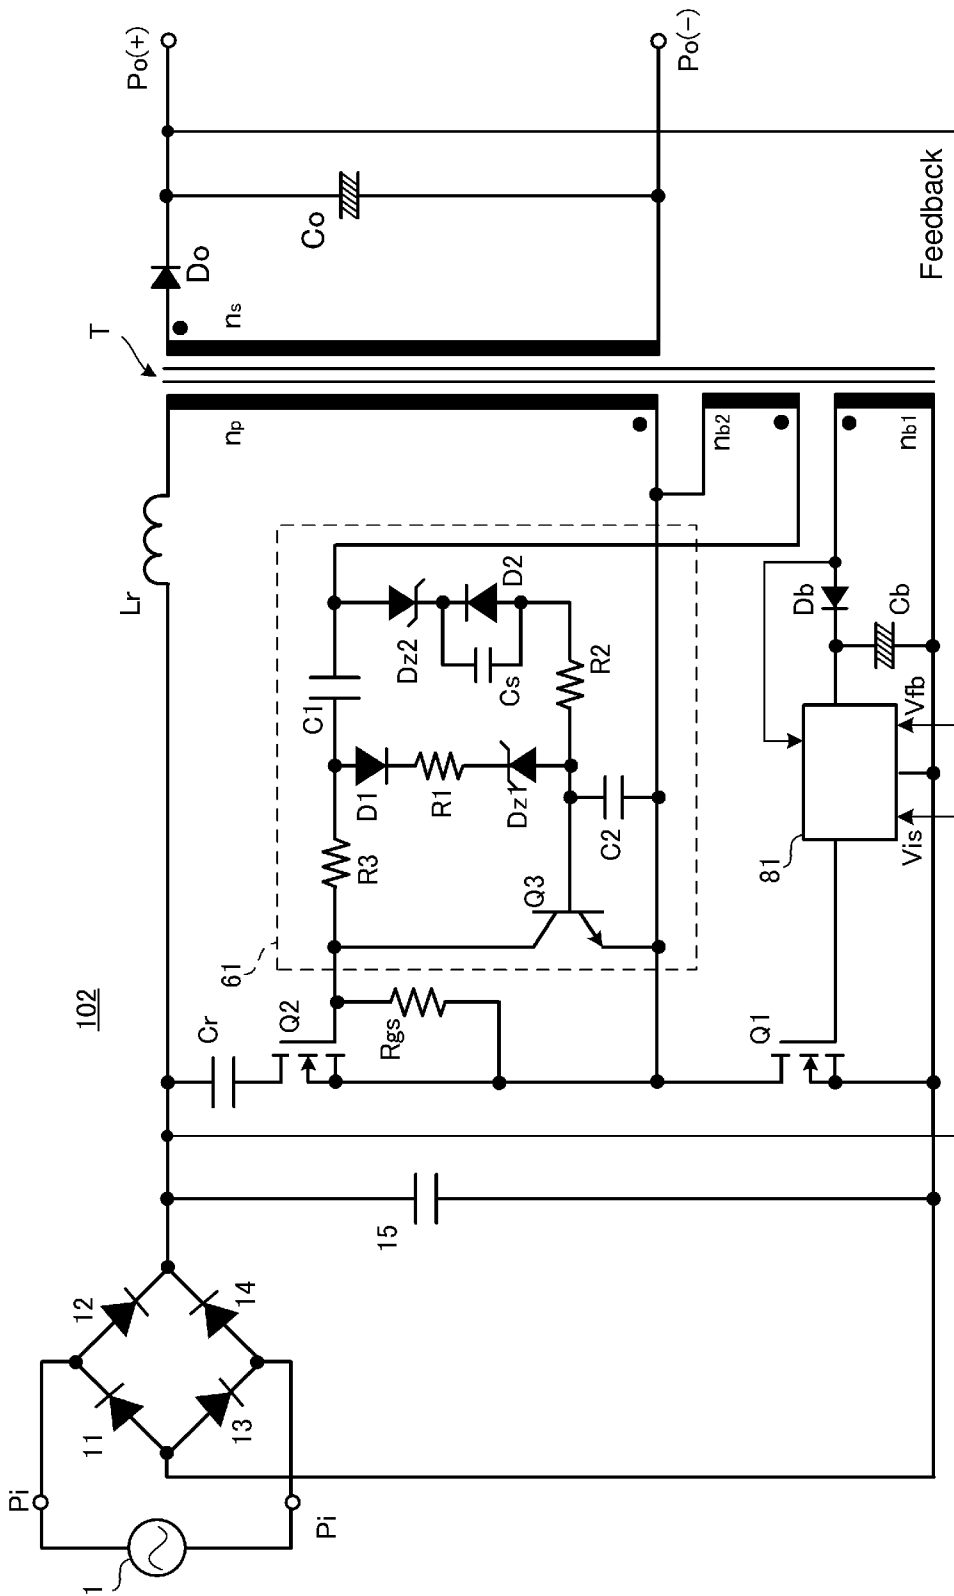 102
T
Lr
Cr
Q2
61
Rgs
R3
C1
D1
R1
Dz1
Dz2
D2
Cs
R2
C2
Q3
np
ns
nb2
nb1
Do
Co
Po(+)
Po(-)
1
Pi
Pi
11
12
13
14
15
Q1
81
Vis
Vfb
Db
Cb
Feedback